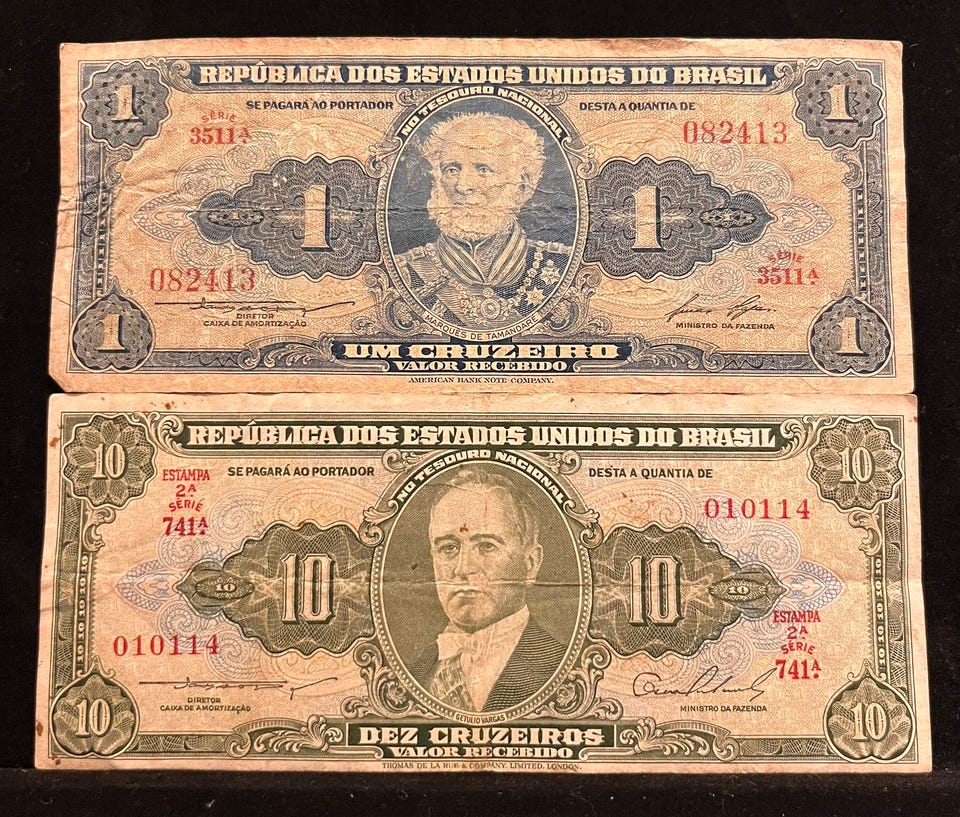 REPÚBLICA DOS ESTADOS UNIDOS DO BRASIL
1 1
SE PAGARÁ AO PORTADOR NO TESOURO NACIONAL DESTA A QUANTIA DE
SÉRIE
3511ª 082413
1 1
082413 SÉRIE
3511ª
DIRETOR
CAIXA DE AMORTIZAÇÃO
MINISTRO DA FAZENDA
MARQUÊS DE TAMANDARÉ
1 1
UM CRUZEIRO
VALOR RECEBIDO
AMERICAN BANK NOTE COMPANY.
REPÚBLICA DOS ESTADOS UNIDOS DO BRASIL
10 10
SE PAGARÁ AO PORTADOR NO TESOURO NACIONAL DESTA A QUANTIA DE
ESTAMPA
2ª
SÉRIE
741ª 010114
10 10 10 10
010114 ESTAMPA
2ª
SÉRIE
741ª
DIRETOR
CAIXA DE AMORTIZAÇÃO
MINISTRO DA FAZENDA
GETULIO VARGAS
10 10
DEZ CRUZEIROS
VALOR RECEBIDO
THOMAS DE LA RUE & COMPANY, LIMITED, LONDON.